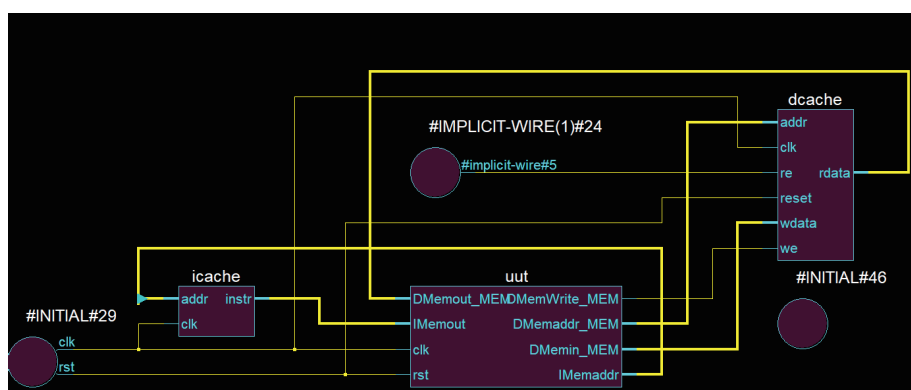 dcache
#IMPLICIT-WIRE(1)#24
addr
clk
#implicit-wire#5
re rdata
reset
wdata
we
icache
uut
#INITIAL#46
addr instr
clk
DMemout_MEM DMemWrite_MEM
IMemout DMemaddr_MEM
clk DMemin_MEM
rst IMemaddr
#INITIAL#29
clk
rst